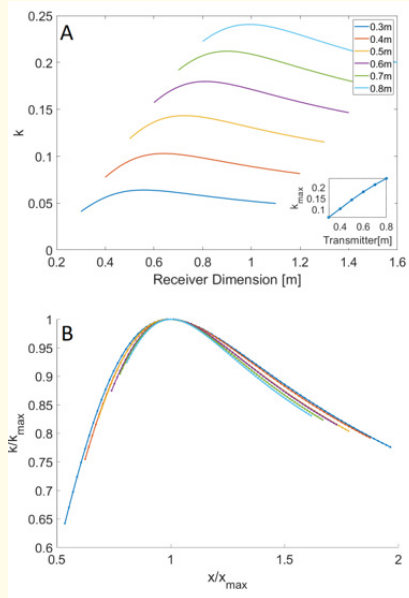 A
0.3m
0.4m
0.5m
0.6m
0.7m
0.8m
k
0.25
0.2
0.15
0.1
0.05
0
0.2 0.4 0.6 0.8 1 1.2 1.4 1.6
Receiver Dimension [m]
k max
0.2
0.15
0.1
0.4 0.6 0.8
Transmitter[m]
B
k/k max
1
0.95
0.9
0.85
0.8
0.75
0.7
0.65
0.6
0.5 1 1.5 2
x/x max